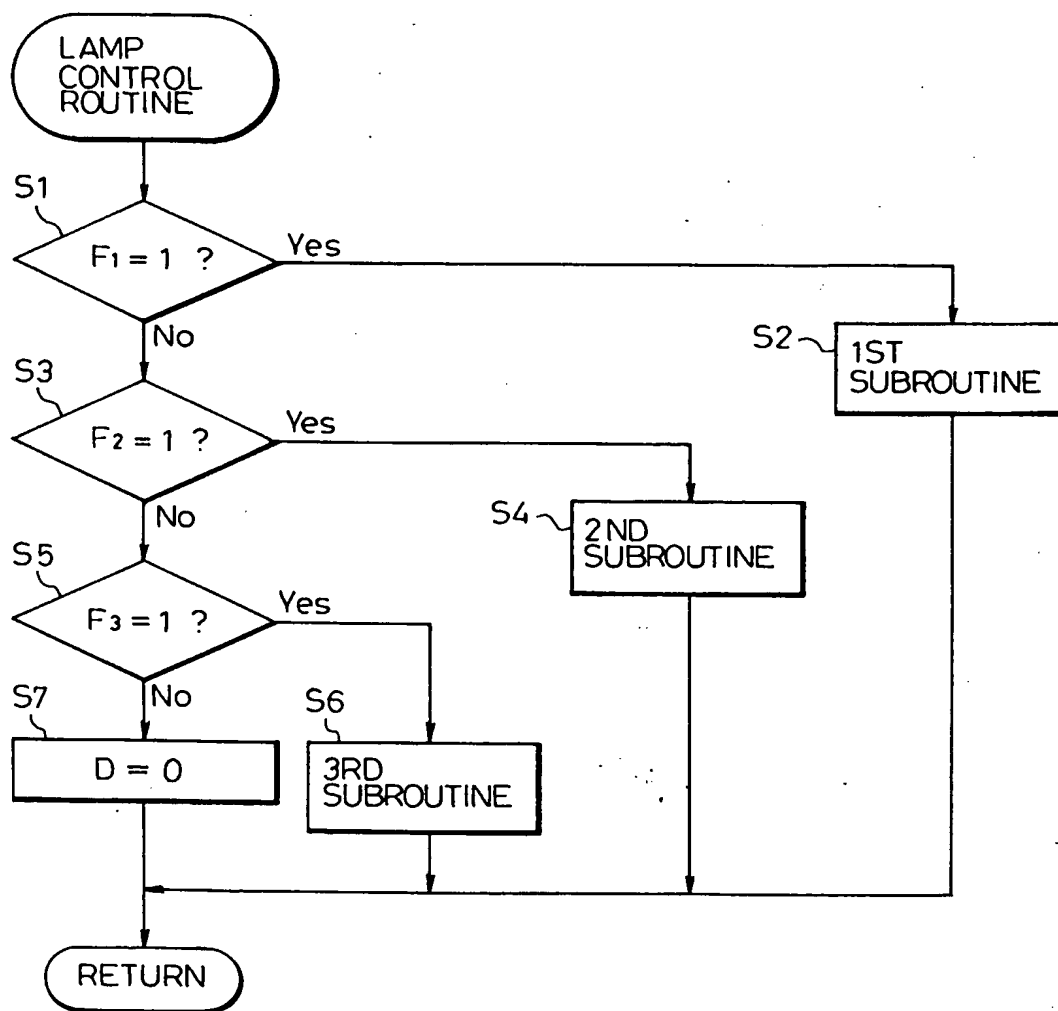 LAMP
CONTROL
ROUTINE
S1
F1 = 1 ?
Yes
No
S2
1ST
SUBROUTINE
S3
F2 = 1 ?
Yes
No
S4
2ND
SUBROUTINE
S5
F3 = 1 ?
Yes
No
S7
D = 0
S6
3RD
SUBROUTINE
RETURN